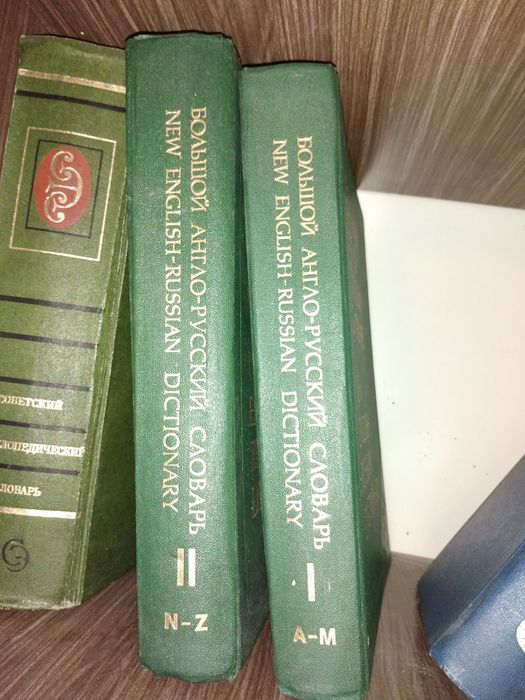 СОВЕТСКИЙ
СЛОВАРЬ
БОЛЬШОЙ АНГЛО-РУССКИЙ СЛОВАРЬ
NEW ENGLISH-RUSSIAN DICTIONARY
II
N-Z
БОЛЬШОЙ АНГЛО-РУССКИЙ СЛОВАРЬ
NEW ENGLISH-RUSSIAN DICTIONARY
I
A-M